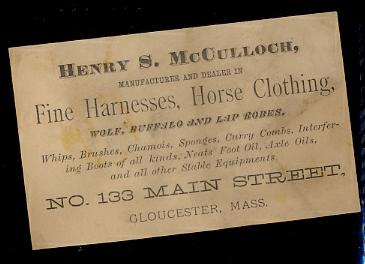 HENRY S. MCCULLOCH,
MANUFACTURER AND DEALER IN
Fine Harnesses, Horse Clothing,
WOLF, BUFFALO AND LAP ROBES.
Whips, Brushes, Chamois, Sponges, Curry Combs, Interfer-
ing Boots of all kinds, Neats' Foot Oil, Axle Oils,
and all other Stable Equipments.
NO. 133 MAIN STREET,
GLOUCESTER, MASS.